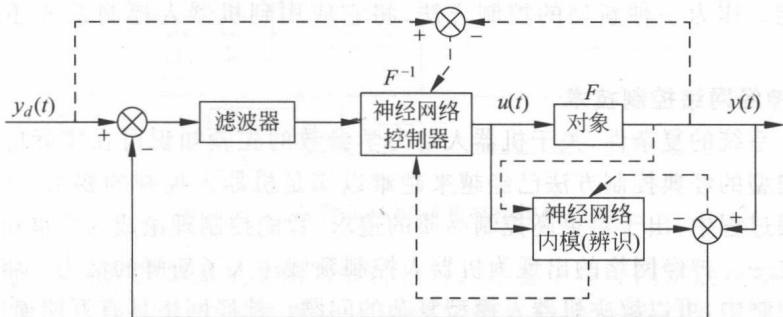 + −
F⁻¹ F
y_d(t) + 滤波器 神经网络 u(t) 对象 y(t)
控制器
−
神经网络 − +
内模(辨识)